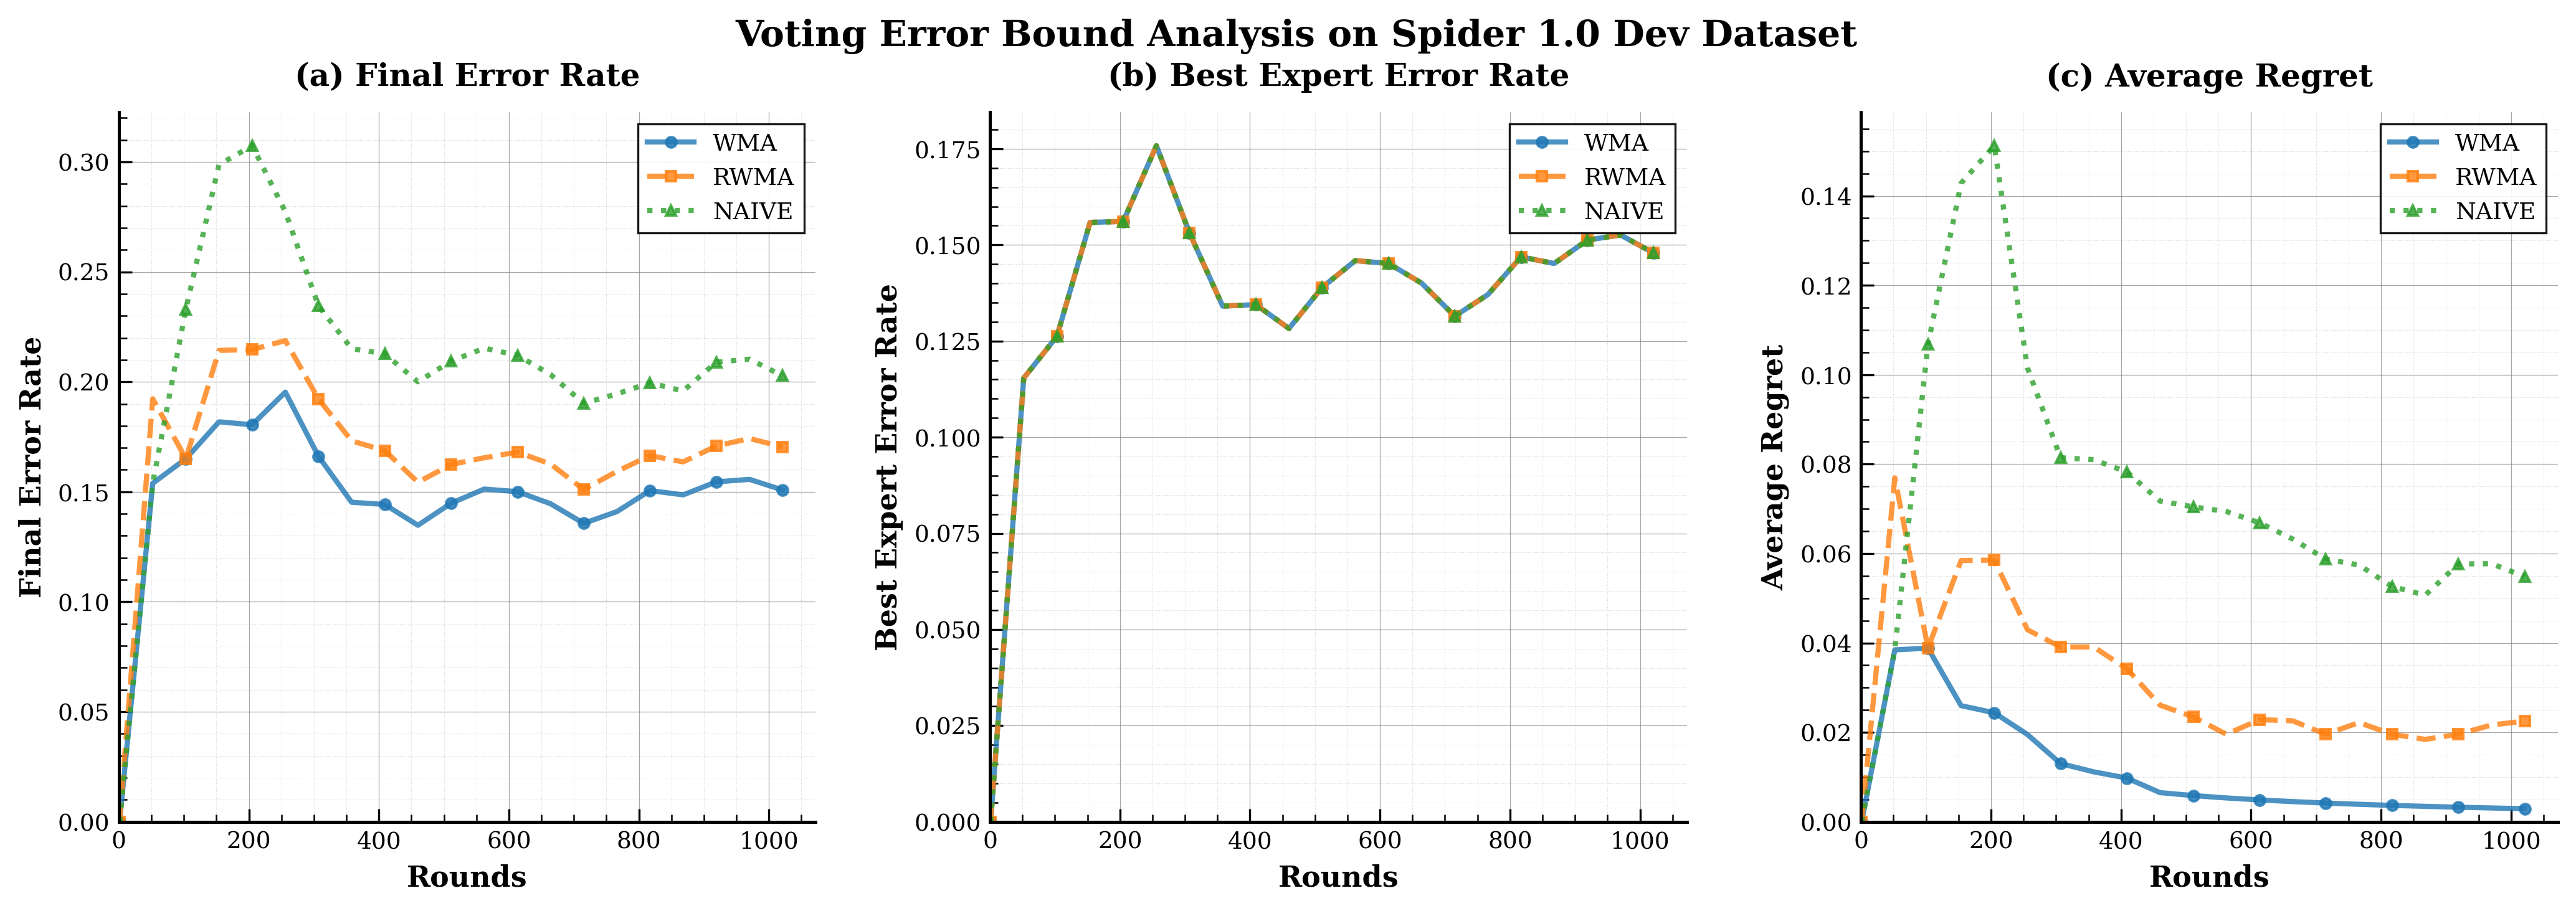 Voting Error Bound Analysis on Spider 1.0 Dev Dataset
(a) Final Error Rate
Final Error Rate
0.30
0.25
0.20
0.15
0.10
0.05
0.00
0 200 400 600 800 1000
Rounds
WMA
RWMA
NAIVE
(b) Best Expert Error Rate
Best Expert Error Rate
0.175
0.150
0.125
0.100
0.075
0.050
0.025
0.000
0 200 400 600 800 1000
Rounds
WMA
RWMA
NAIVE
(c) Average Regret
Average Regret
0.14
0.12
0.10
0.08
0.06
0.04
0.02
0.00
0 200 400 600 800 1000
Rounds
WMA
RWMA
NAIVE